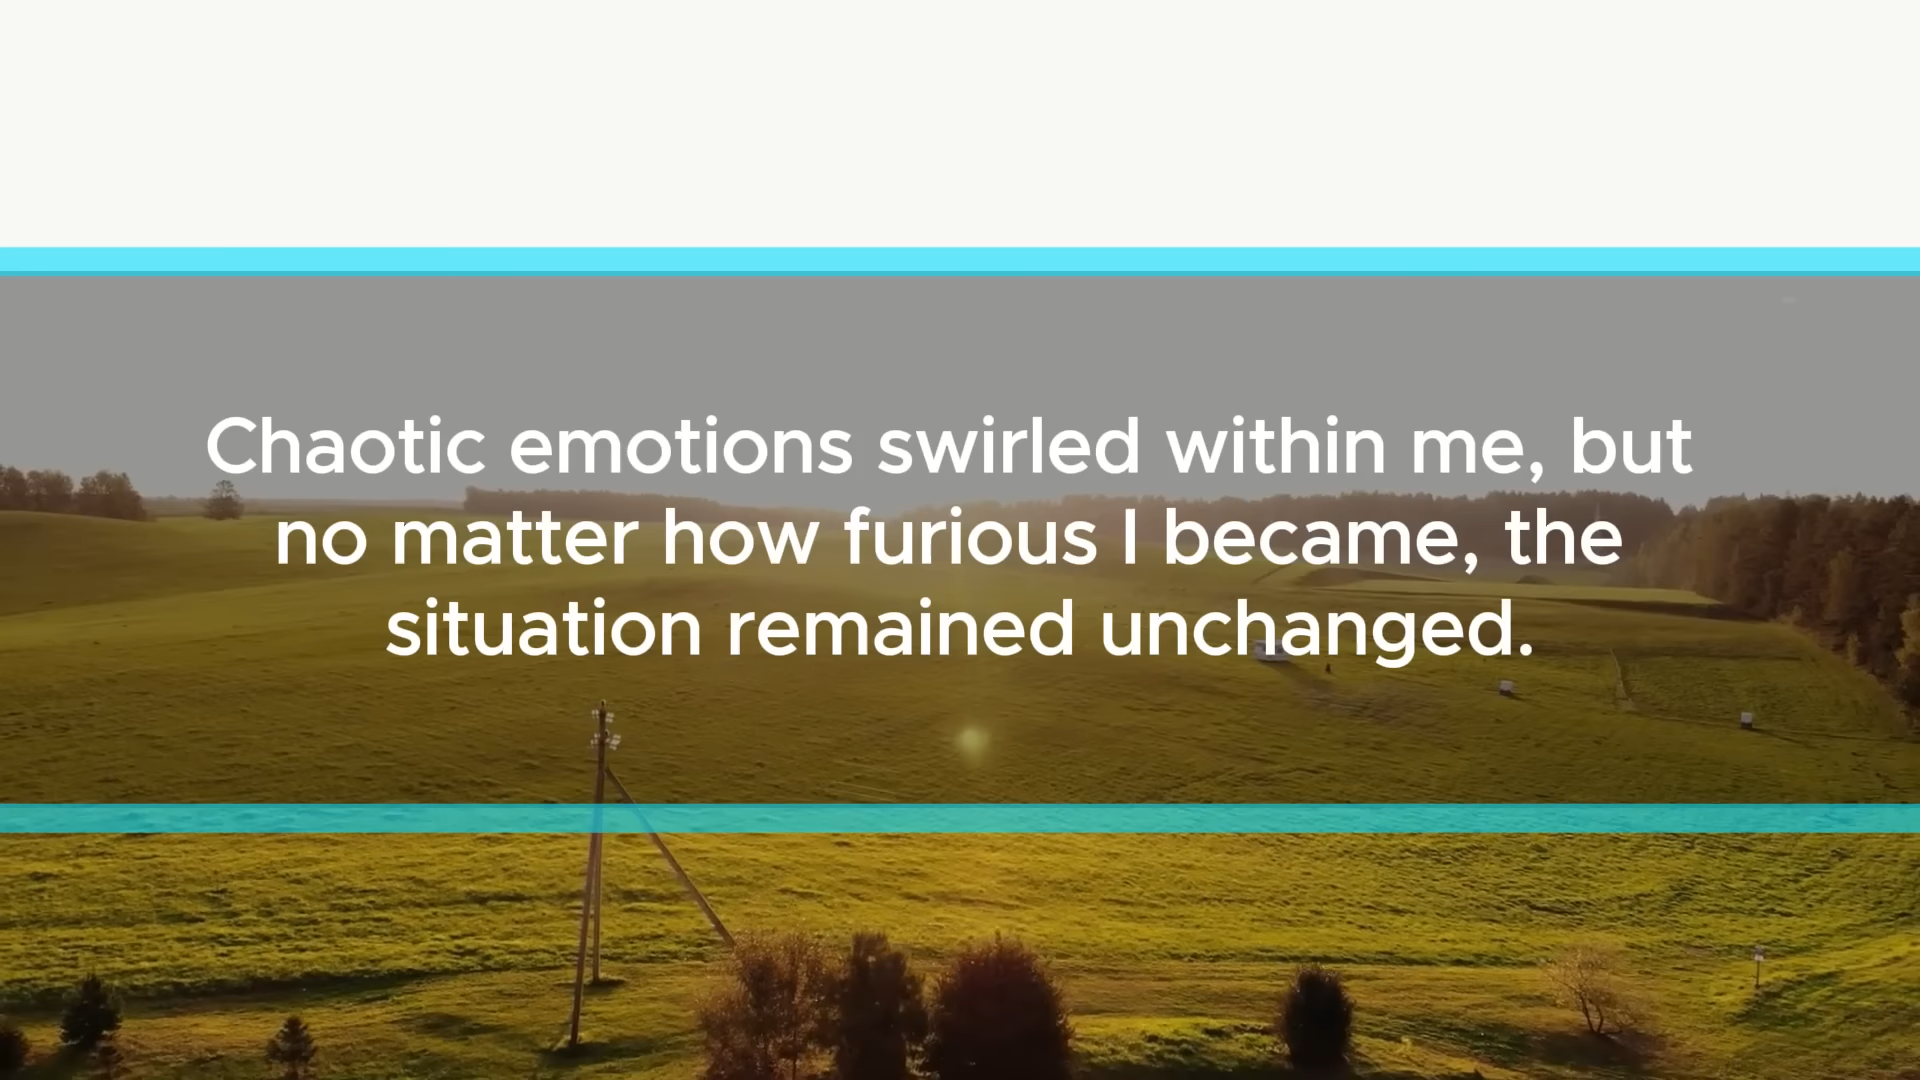 Chaotic emotions swirled within me, but
no matter how furious I became, the
situation remained unchanged.